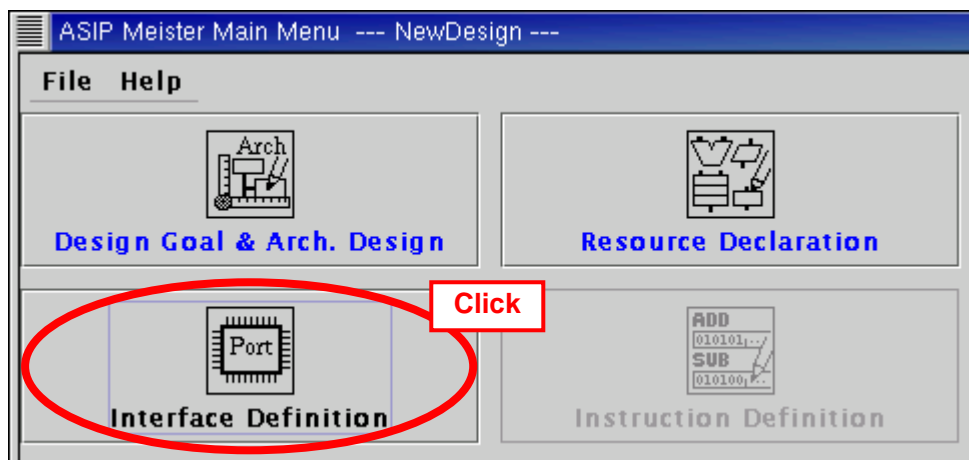 ASIP Meister Main Menu --- NewDesign ---
File Help
Arch
Design Goal & Arch. Design
Resource Declaration
Click
Port
Interface Definition
ADD
010101...
SUB
010100...
Instruction Definition